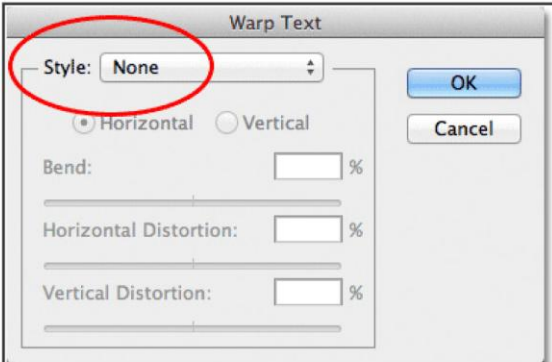 Warp Text
Style: None
OK
Horizontal Vertical
Cancel
Bend: %
Horizontal Distortion: %
Vertical Distortion: %